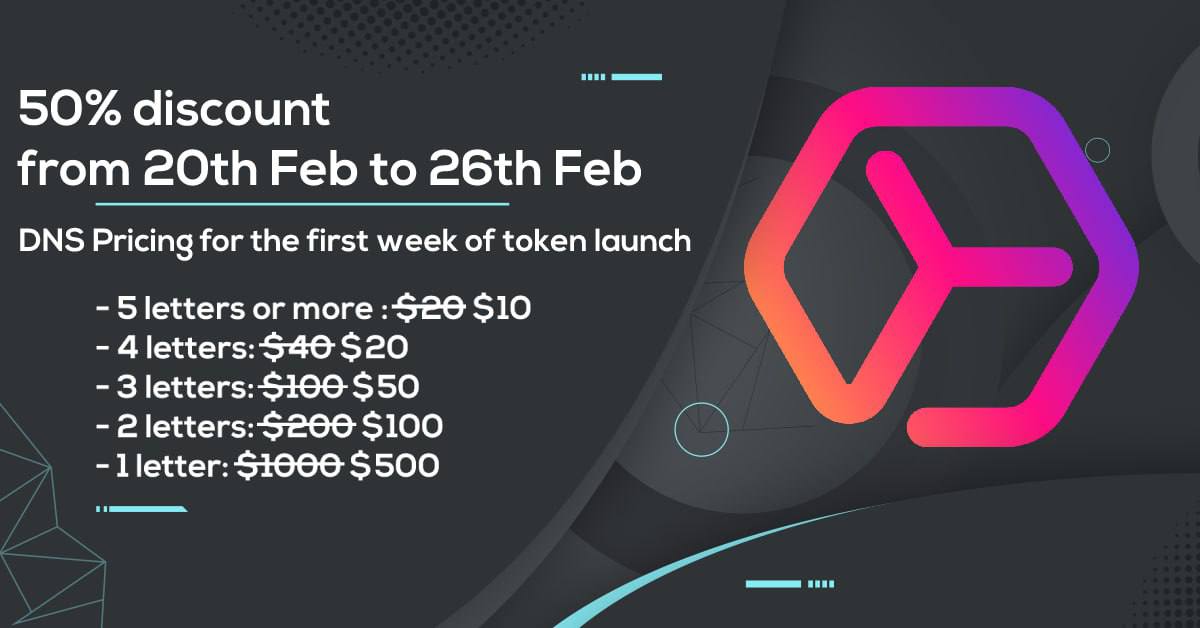 50% discount
from 20th Feb to 26th Feb
DNS Pricing for the first week of token launch
- 5 letters or more : $20 $10
- 4 letters: $40 $20
- 3 letters: $100 $50
- 2 letters: $200 $100
- 1 letter: $1000 $500